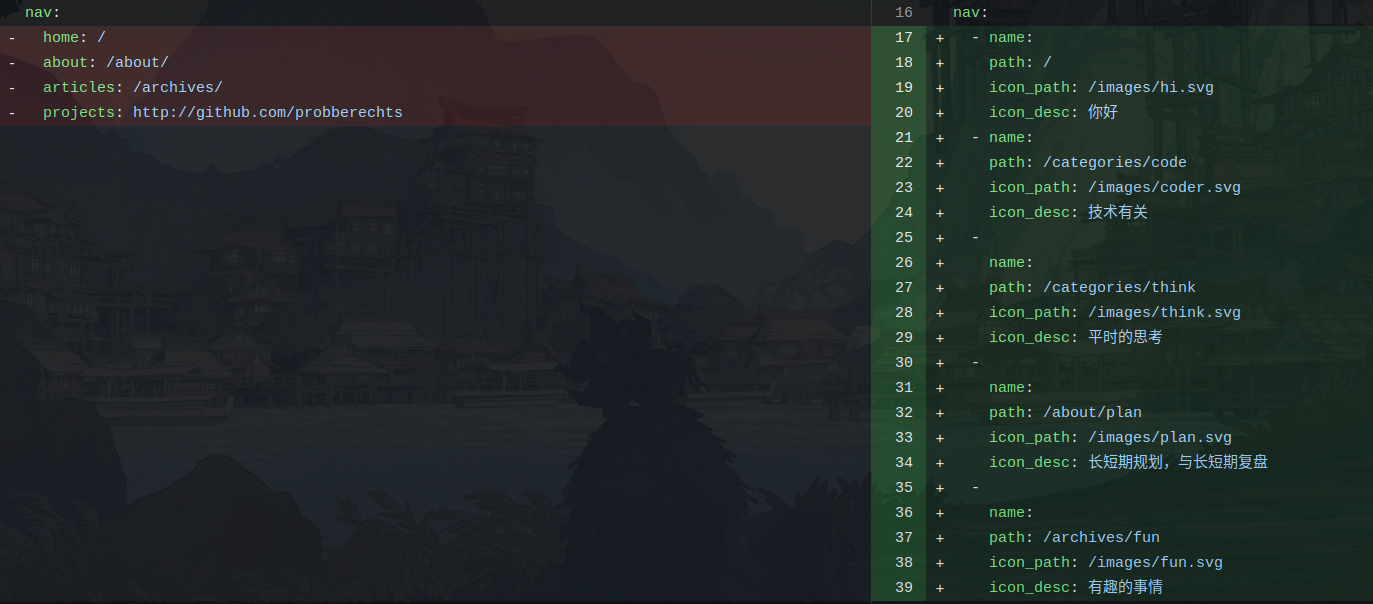 nav:
-   home: /
-   about: /about/
-   articles: /archives/
-   projects: http://github.com/probberechts
16   nav:
17 +   - name:
18 +     path: /
19 +     icon_path: /images/hi.svg
20 +     icon_desc: 你好
21 +   - name:
22 +     path: /categories/code
23 +     icon_path: /images/coder.svg
24 +     icon_desc: 技术有关
25 +   -
26 +     name:
27 +     path: /categories/think
28 +     icon_path: /images/think.svg
29 +     icon_desc: 平时的思考
30 +   -
31 +     name:
32 +     path: /about/plan
33 +     icon_path: /images/plan.svg
34 +     icon_desc: 长短期规划，与长短期复盘
35 +   -
36 +     name:
37 +     path: /archives/fun
38 +     icon_path: /images/fun.svg
39 +     icon_desc: 有趣的事情